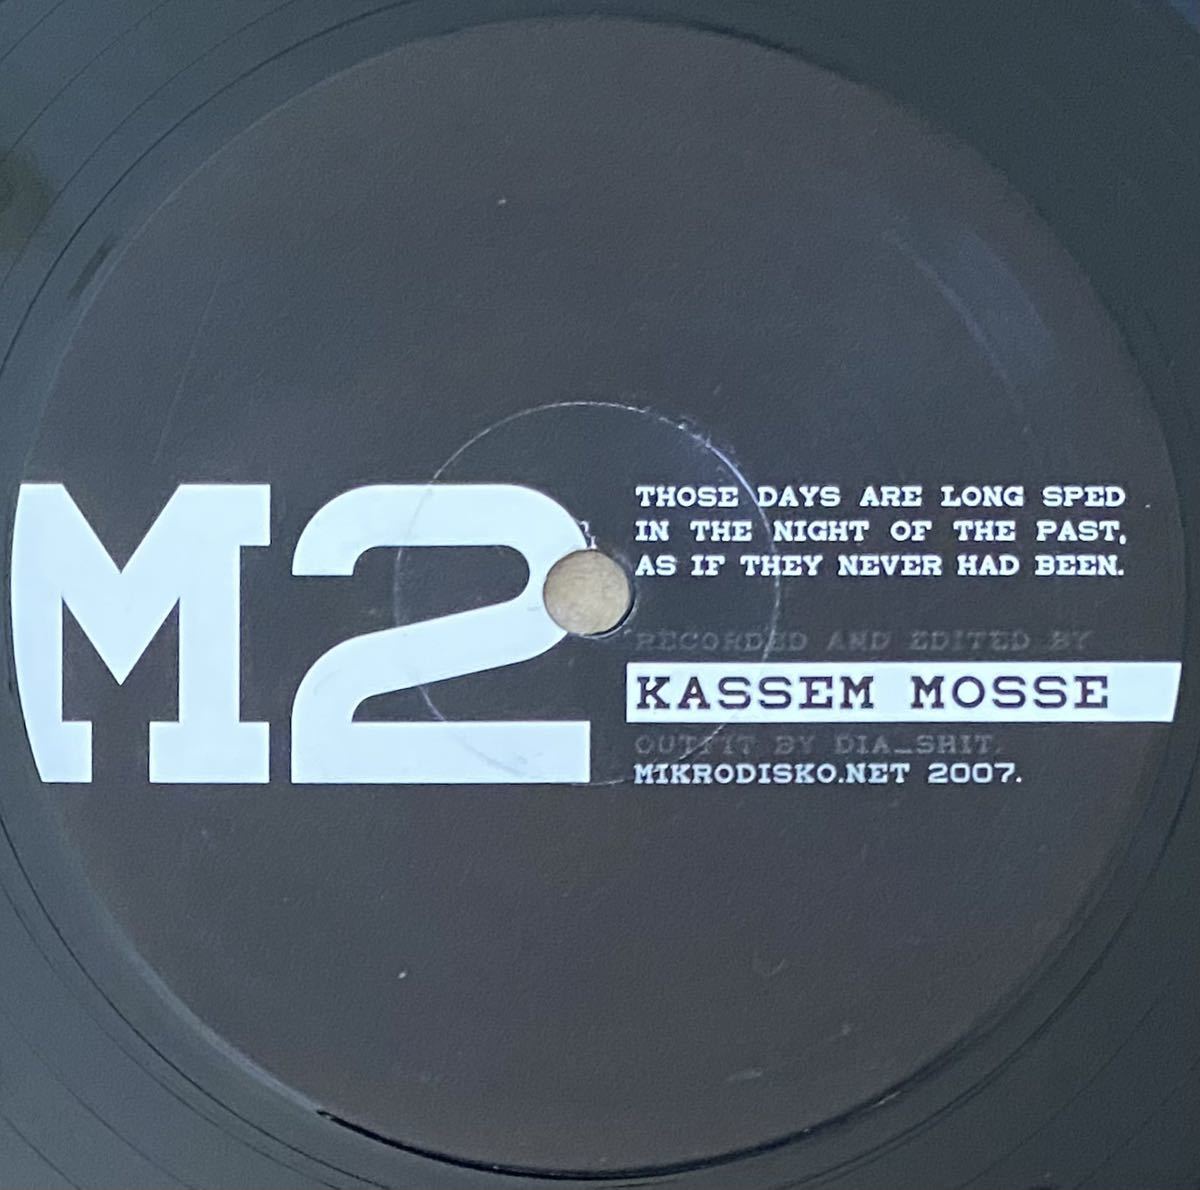 M2
THOSE DAYS ARE LONG SPED
IN THE NIGHT OF THE PAST,
AS IF THEY NEVER HAD BEEN.
RECORDED AND EDITED BY
KASSEM MOSSE
OUTFIT BY DIA_SHIT.
MIKRODISKO.NET 2007.